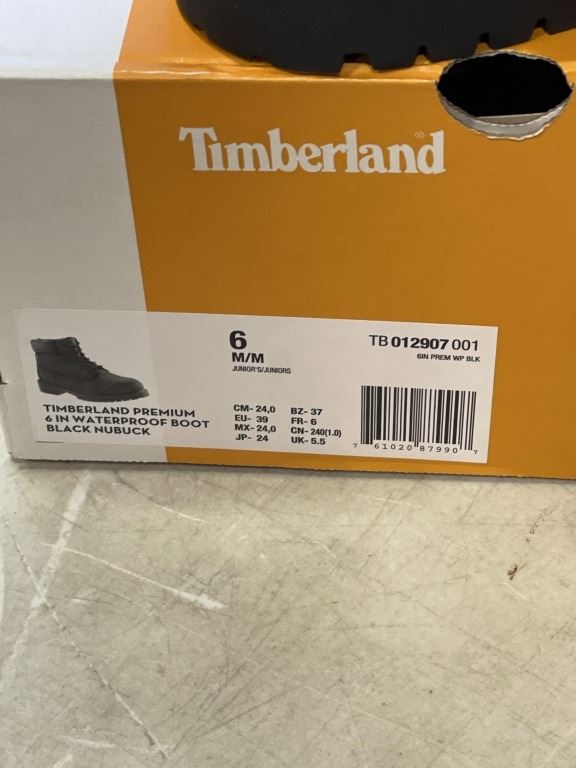 Timberland
6
M/M
JUNIOR'S/JUNIORS
TB 012907 001
6IN PREM WP BLK
TIMBERLAND PREMIUM
6 IN WATERPROOF BOOT
BLACK NUBUCK
CM- 24,0 BZ- 37
EU- 39 FR- 6
MX- 24,0 CN- 240(1.0)
JP- 24 UK- 5.5
7 61020 87990 7